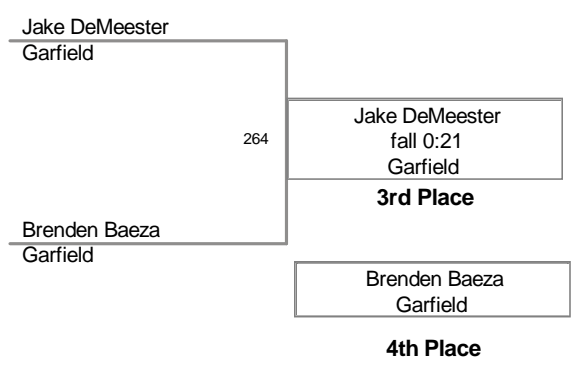 Jake DeMeester
Garfield
Jake DeMeester
264
fall 0:21
Garfield
3rd Place
Brenden Baeza
Garfield
Brenden Baeza
Garfield
4th Place